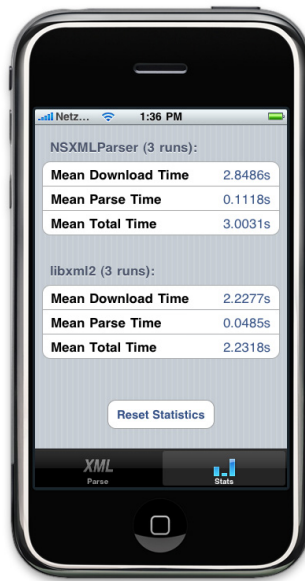 Netz... 1:36 PM
NSXMLParser (3 runs):
Mean Download Time 2.8486s
Mean Parse Time 0.1118s
Mean Total Time 3.0031s
libxml2 (3 runs):
Mean Download Time 2.2277s
Mean Parse Time 0.0485s
Mean Total Time 2.2318s
Reset Statistics
XML
Parse Stats